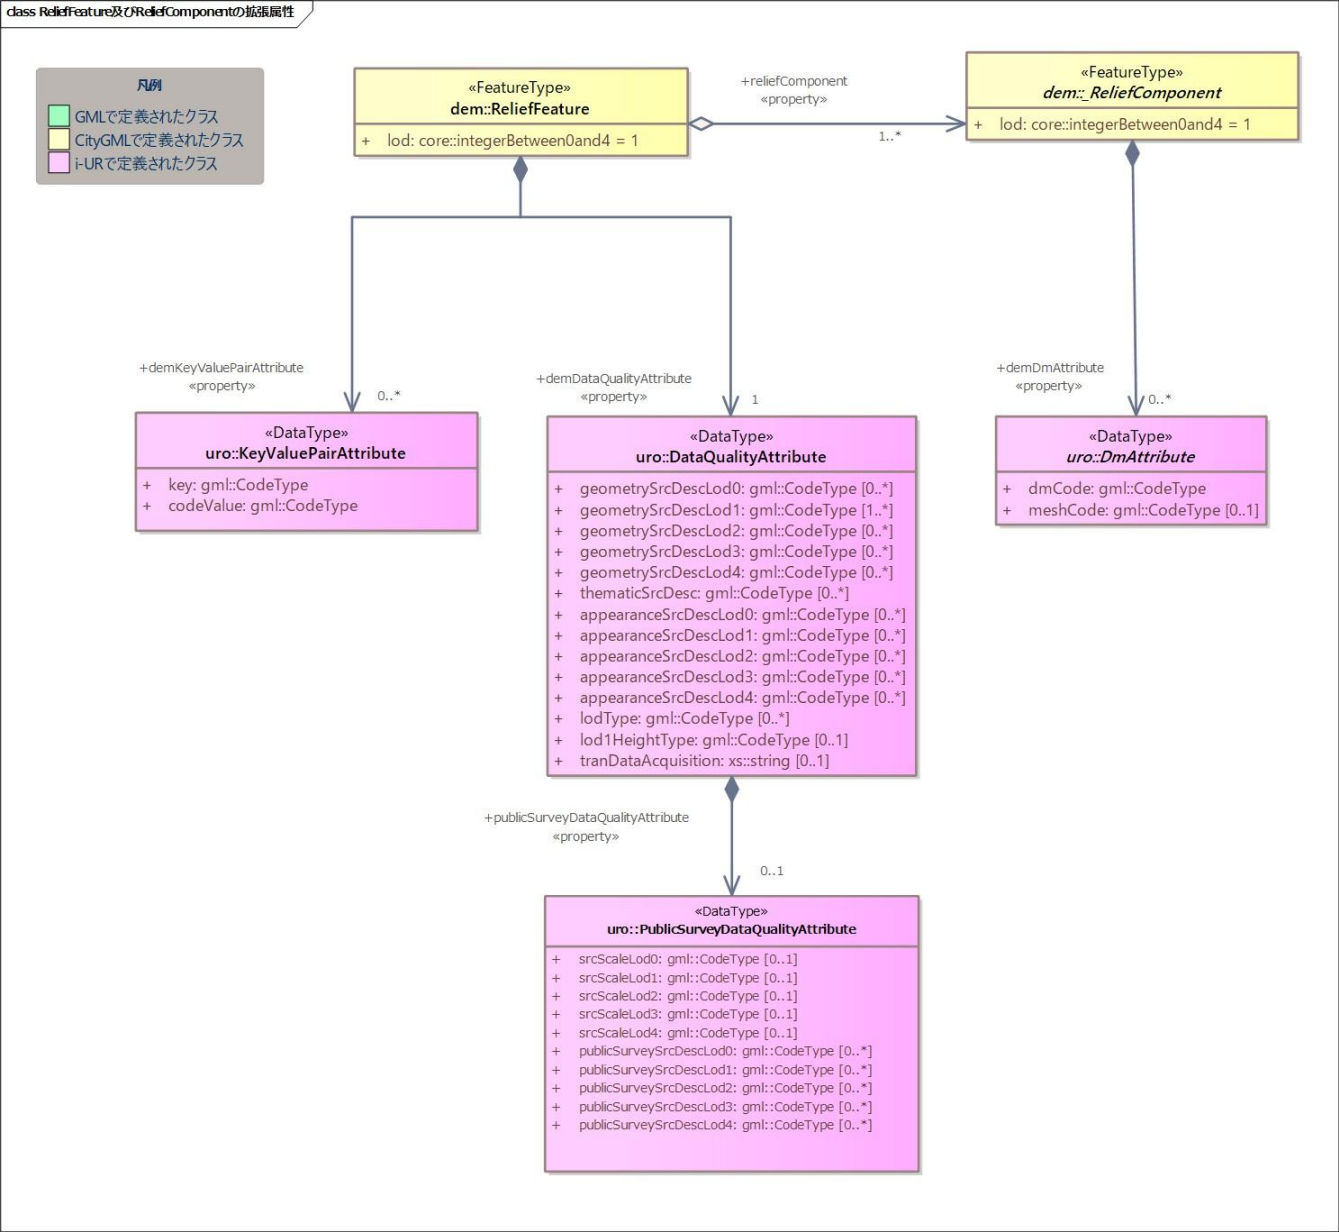 class ReliefFeature及びReliefComponentの拡張属性
凡例
GMLで定義されたクラス
CityGMLで定義されたクラス
i-URで定義されたクラス
«FeatureType»
dem::ReliefFeature
+ lod: core::integerBetween0and4 = 1
+reliefComponent
«property»
1..*
«FeatureType»
dem::_ReliefComponent
+ lod: core::integerBetween0and4 = 1
+demKeyValuePairAttribute
«property»
0..*
+demDataQualityAttribute
«property»
1
+demDmAttribute
«property»
0..*
«DataType»
uro::KeyValuePairAttribute
+ key: gml::CodeType
+ codeValue: gml::CodeType
«DataType»
uro::DataQualityAttribute
+ geometrySrcDescLod0: gml::CodeType [0..*]
+ geometrySrcDescLod1: gml::CodeType [1..*]
+ geometrySrcDescLod2: gml::CodeType [0..*]
+ geometrySrcDescLod3: gml::CodeType [0..*]
+ geometrySrcDescLod4: gml::CodeType [0..*]
+ thematicSrcDesc: gml::CodeType [0..*]
+ appearanceSrcDescLod0: gml::CodeType [0..*]
+ appearanceSrcDescLod1: gml::CodeType [0..*]
+ appearanceSrcDescLod2: gml::CodeType [0..*]
+ appearanceSrcDescLod3: gml::CodeType [0..*]
+ appearanceSrcDescLod4: gml::CodeType [0..*]
+ lodType: gml::CodeType [0..*]
+ lod1HeightType: gml::CodeType [0..1]
+ tranDataAcquisition: xs::string [0..1]
«DataType»
uro::DmAttribute
+ dmCode: gml::CodeType
+ meshCode: gml::CodeType [0..1]
+publicSurveyDataQualityAttribute
«property»
0..1
«DataType»
uro::PublicSurveyDataQualityAttribute
+ srcScaleLod0: gml::CodeType [0..1]
+ srcScaleLod1: gml::CodeType [0..1]
+ srcScaleLod2: gml::CodeType [0..1]
+ srcScaleLod3: gml::CodeType [0..1]
+ srcScaleLod4: gml::CodeType [0..1]
+ publicSurveySrcDescLod0: gml::CodeType [0..*]
+ publicSurveySrcDescLod1: gml::CodeType [0..*]
+ publicSurveySrcDescLod2: gml::CodeType [0..*]
+ publicSurveySrcDescLod3: gml::CodeType [0..*]
+ publicSurveySrcDescLod4: gml::CodeType [0..*]